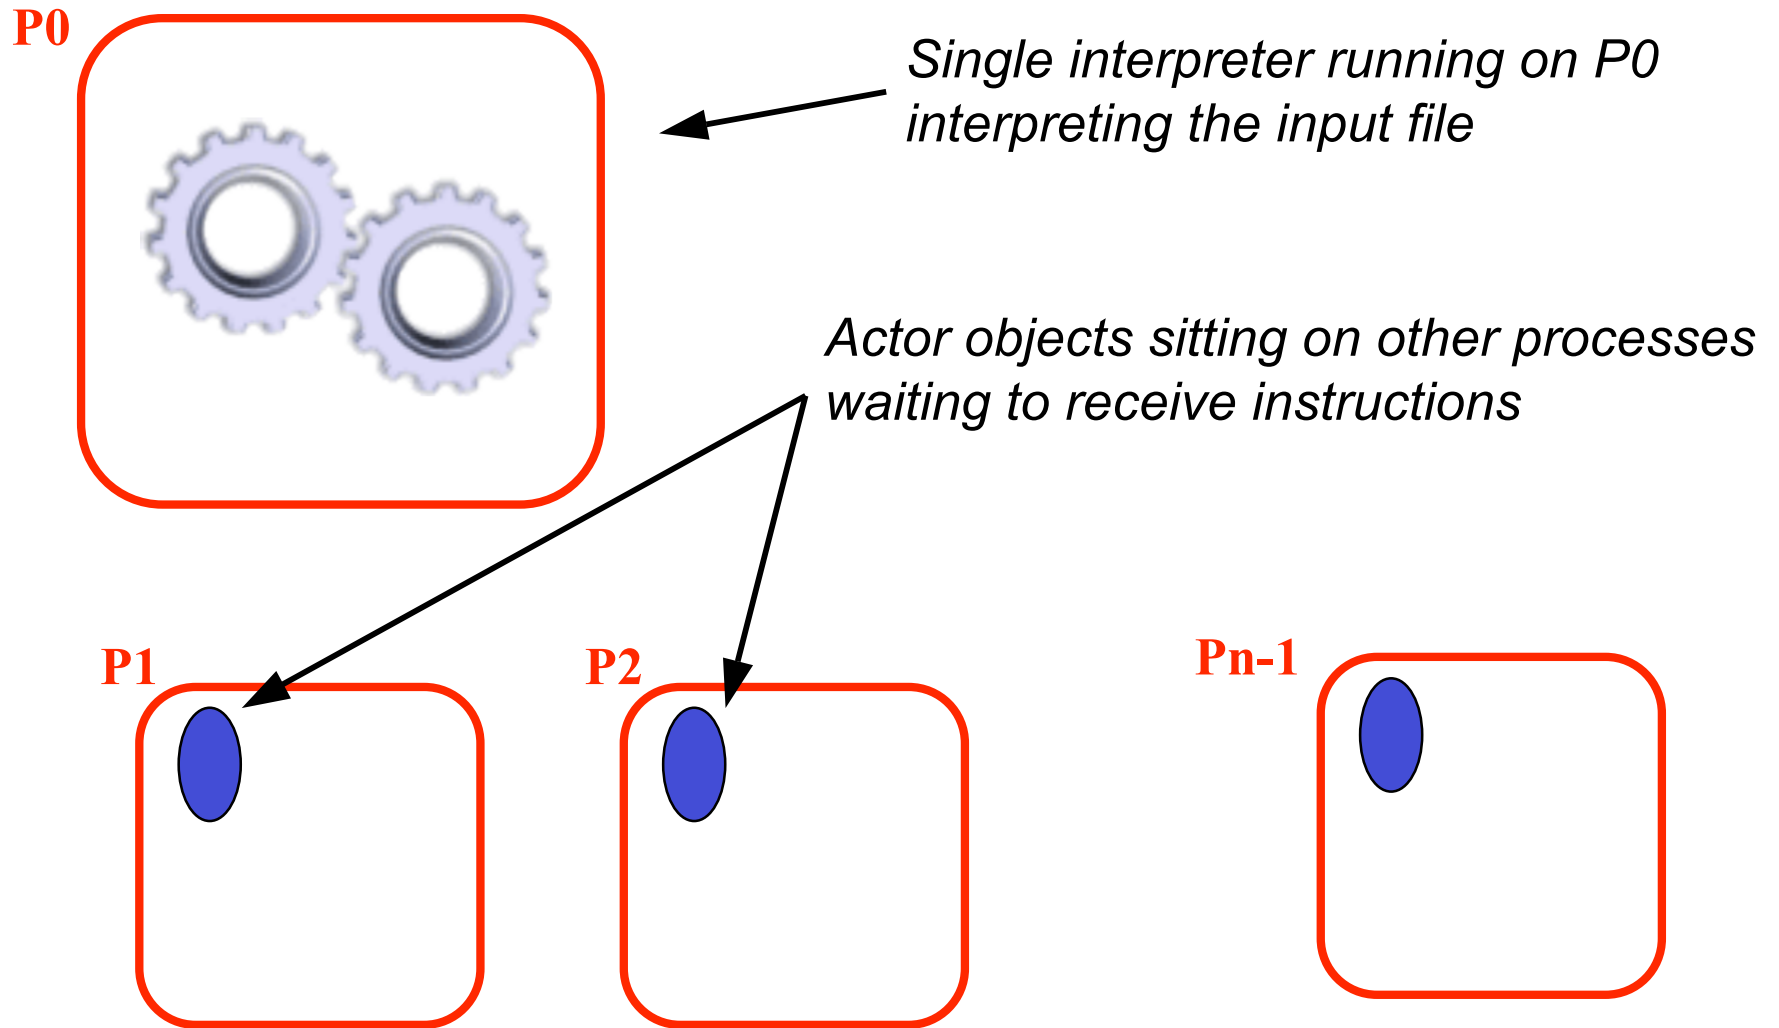 P0
Single interpreter running on P0
interpreting the input file
Actor objects sitting on other processes
waiting to receive instructions
P1
P2
Pn-1